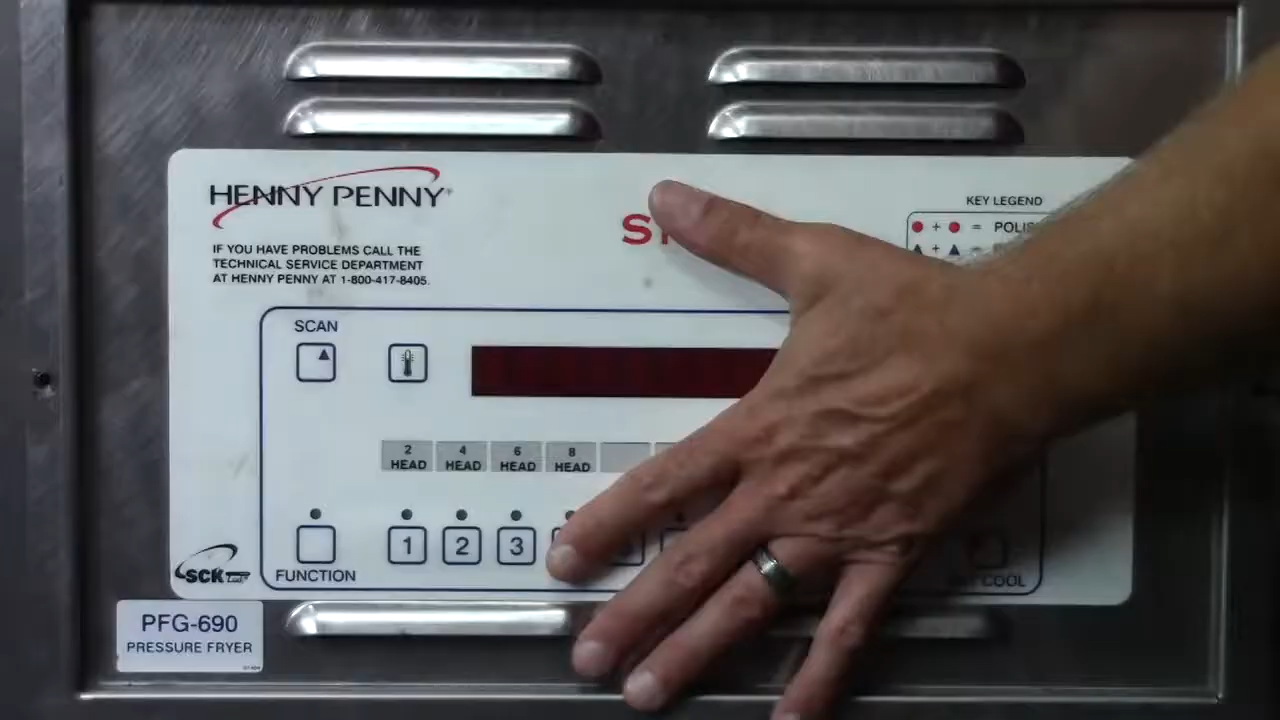 HENNY PENNY
IF YOU HAVE PROBLEMS CALL THE
TECHNICAL SERVICE DEPARTMENT
AT HENNY PENNY AT 1-800-417-8405.
KEY LEGEND
+ =
+ =
SCAN
2 HEAD
4 HEAD
6 HEAD
8 HEAD
1 2 3
FUNCTION
COOL
SCK
PFG-690
PRESSURE FRYER